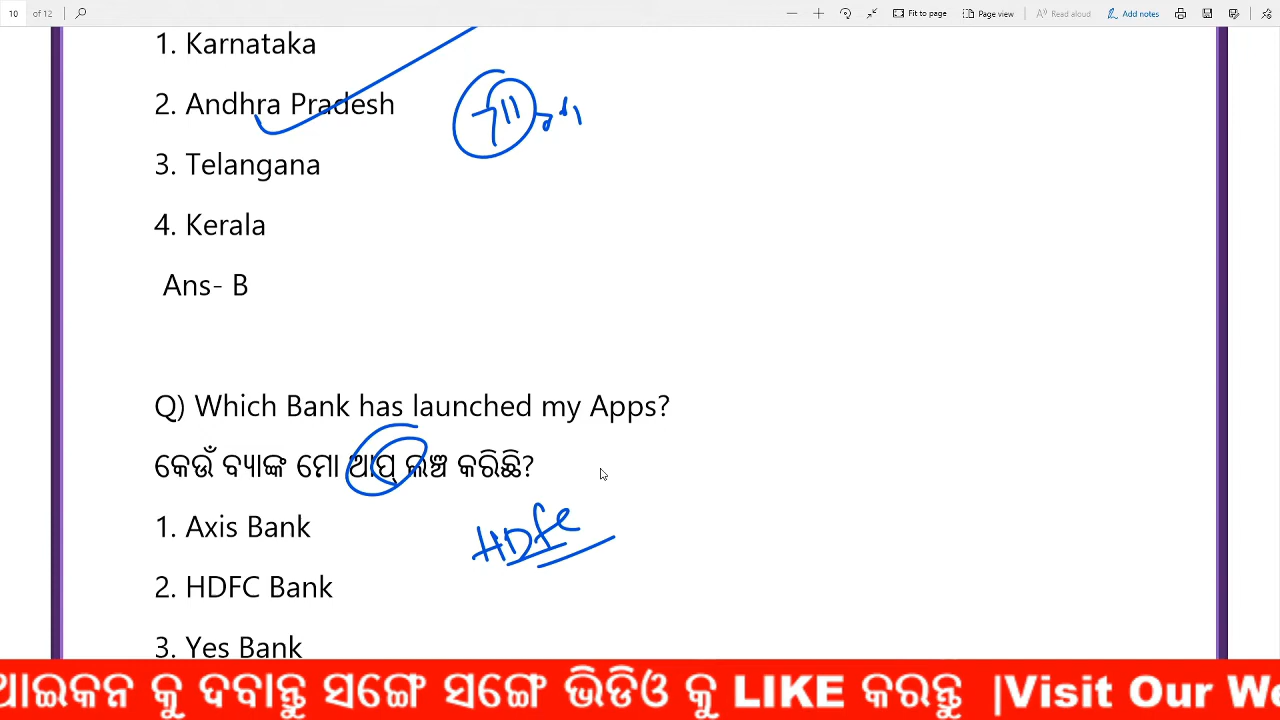 10 of 12 Fit to page Page view Read aloud Add notes
1. Karnataka
2. Andhra Pradesh
3. Telangana
4. Kerala
Ans- B
Q) Which Bank has launched my Apps?
କେଉଁ ବ୍ୟାଙ୍କ ମୋ ଆପ୍ ଲଞ୍ଚ କରିଛି?
1. Axis Bank
HDfc
2. HDFC Bank
3. Yes Bank
ଆଇକନ କୁ ଦବାନ୍ତୁ ସଙ୍ଗେ ସଙ୍ଗେ ଭିଡିଓ କୁ LIKE କରନ୍ତୁ |Visit Our We